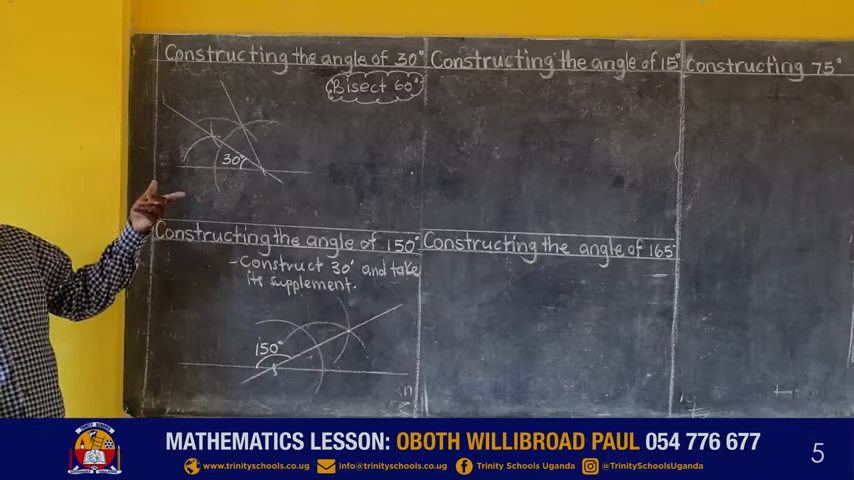 Constructing the angle of 30°
Bisect 60°
30°
Constructing the angle of 15°
Constructing 75°
Constructing the angle of 150°
- Construct 30° and take
its supplement.
150°
Constructing the angle of 165°
TRINITY SCHOOLS
MATHEMATICS LESSON: OBOTH WILLIBROAD PAUL 054 776 677
www.trinityschools.co.ug info@trinityschools.co.ug Trinity Schools Uganda @TrinitySchoolsUganda
5